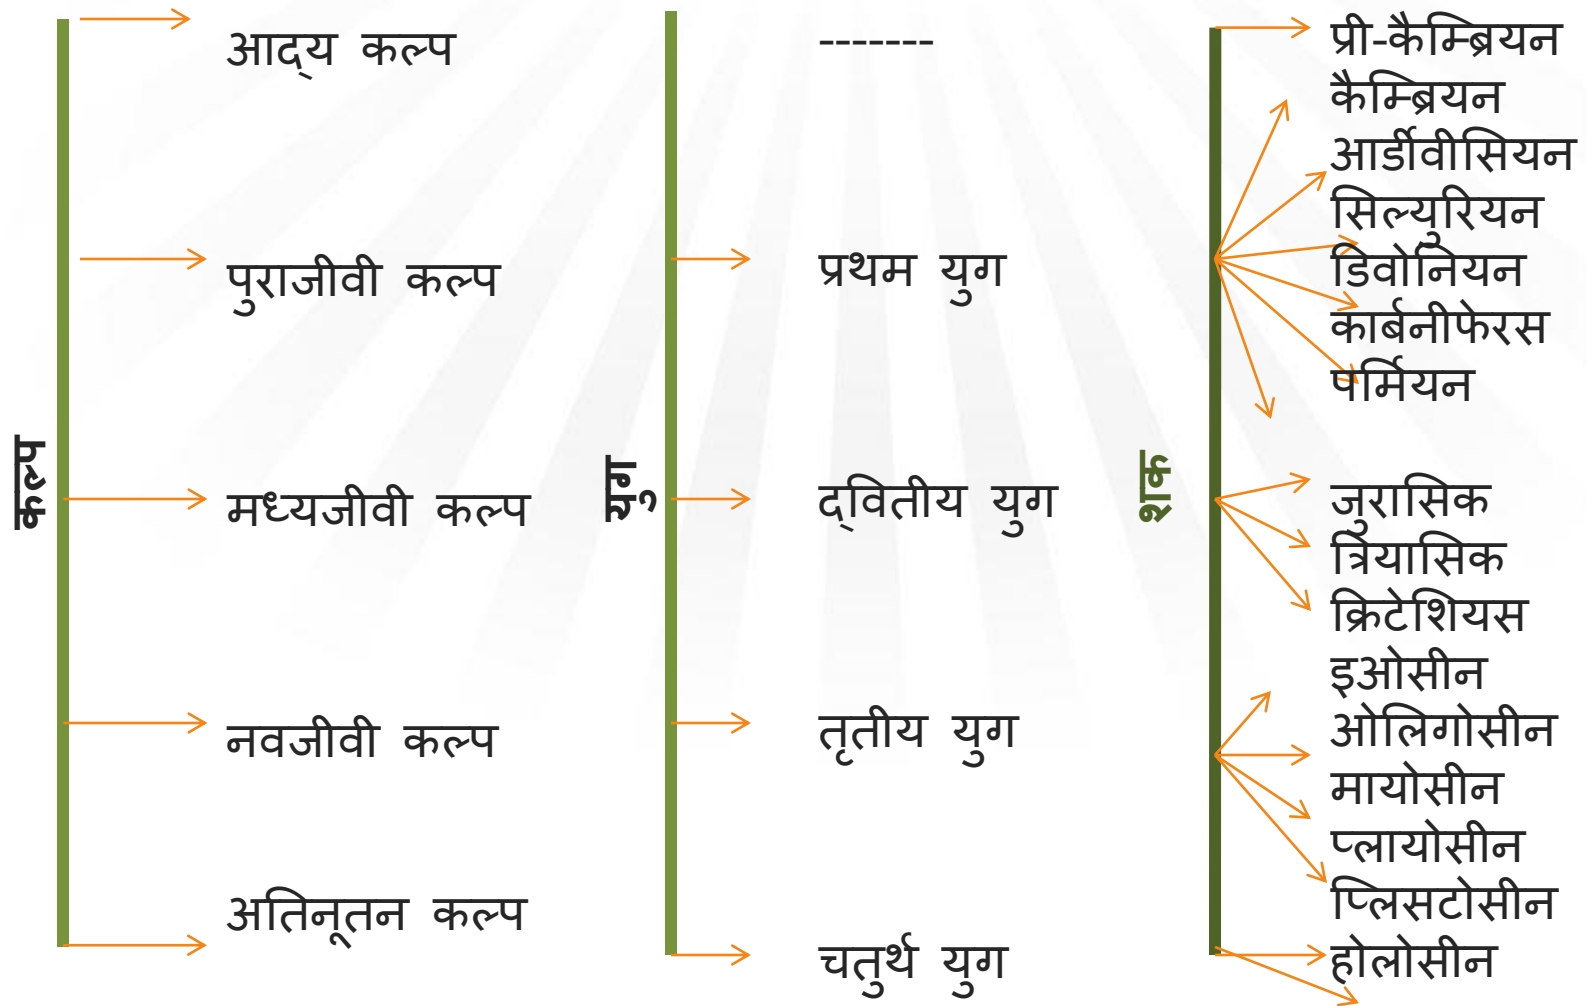 कल्प
आद्य कल्प
पुराजीवी कल्प
मध्यजीवी कल्प
नवजीवी कल्प
अतिनूतन कल्प
युग
-------
प्रथम युग
द्वितीय युग
तृतीय युग
चतुर्थ युग
शक
प्री-कैम्ब्रियन
कैम्ब्रियन
आर्डीवीसियन
सिल्युरियन
डिवोनियन
कार्बनीफेरस
पर्मियन
जुरासिक
त्रियासिक
क्रिटेशियस
इओसीन
ओलिगोसीन
मायोसीन
प्लायोसीन
प्लिसटोसीन
होलोसीन